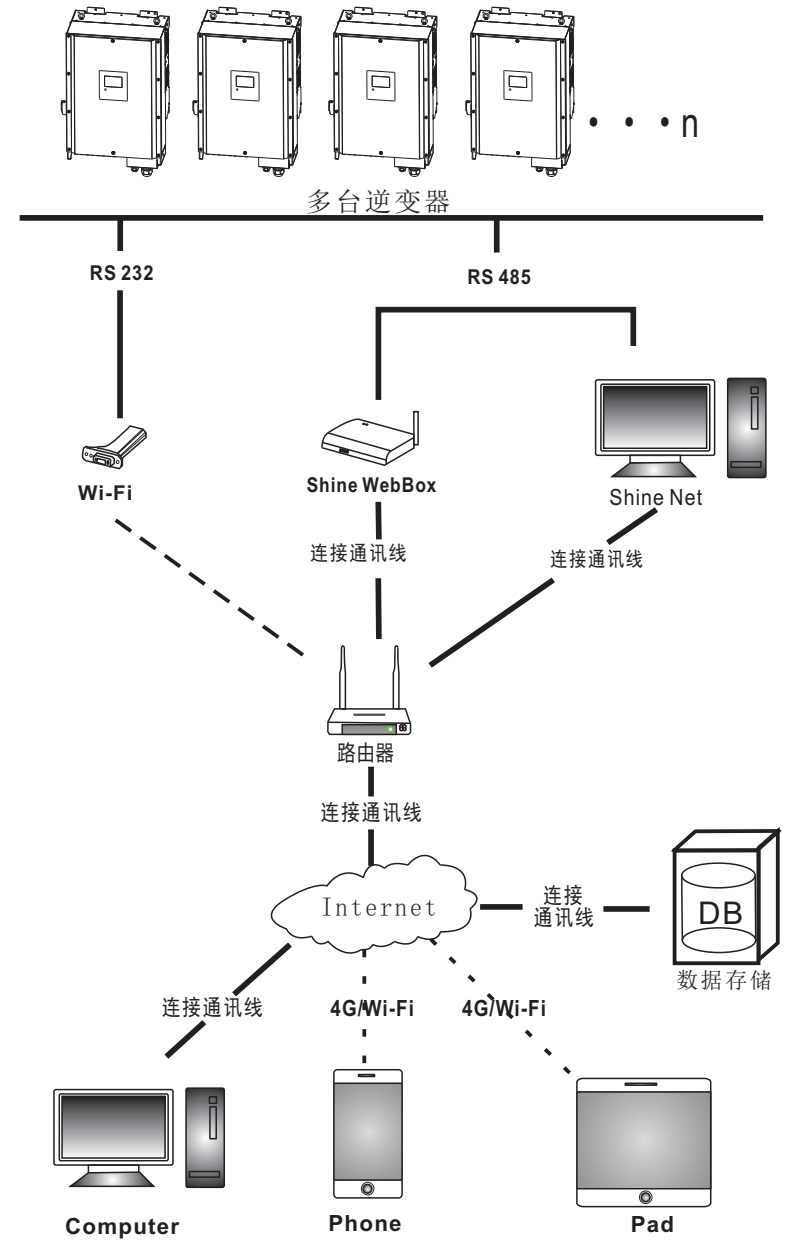 · · · n
多台逆变器
RS 232
RS 485
Wi-Fi
Shine WebBox
Shine Net
连接通讯线
连接通讯线
路由器
连接通讯线
Internet
连接
通讯线
DB
数据存储
连接通讯线
4G/Wi-Fi
4G/Wi-Fi
Computer
Phone
Pad